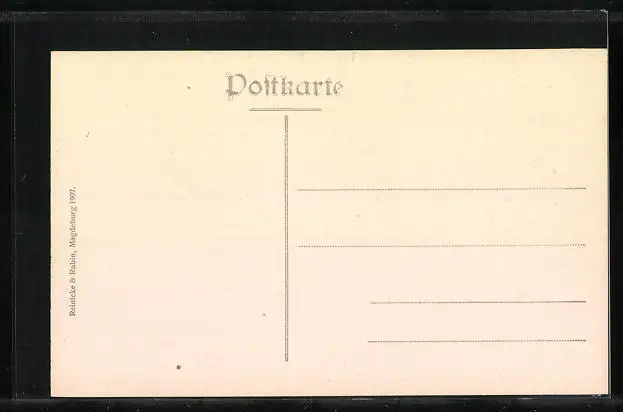 Postkarte
Reinicke & Rubin, Magdeburg 1907.